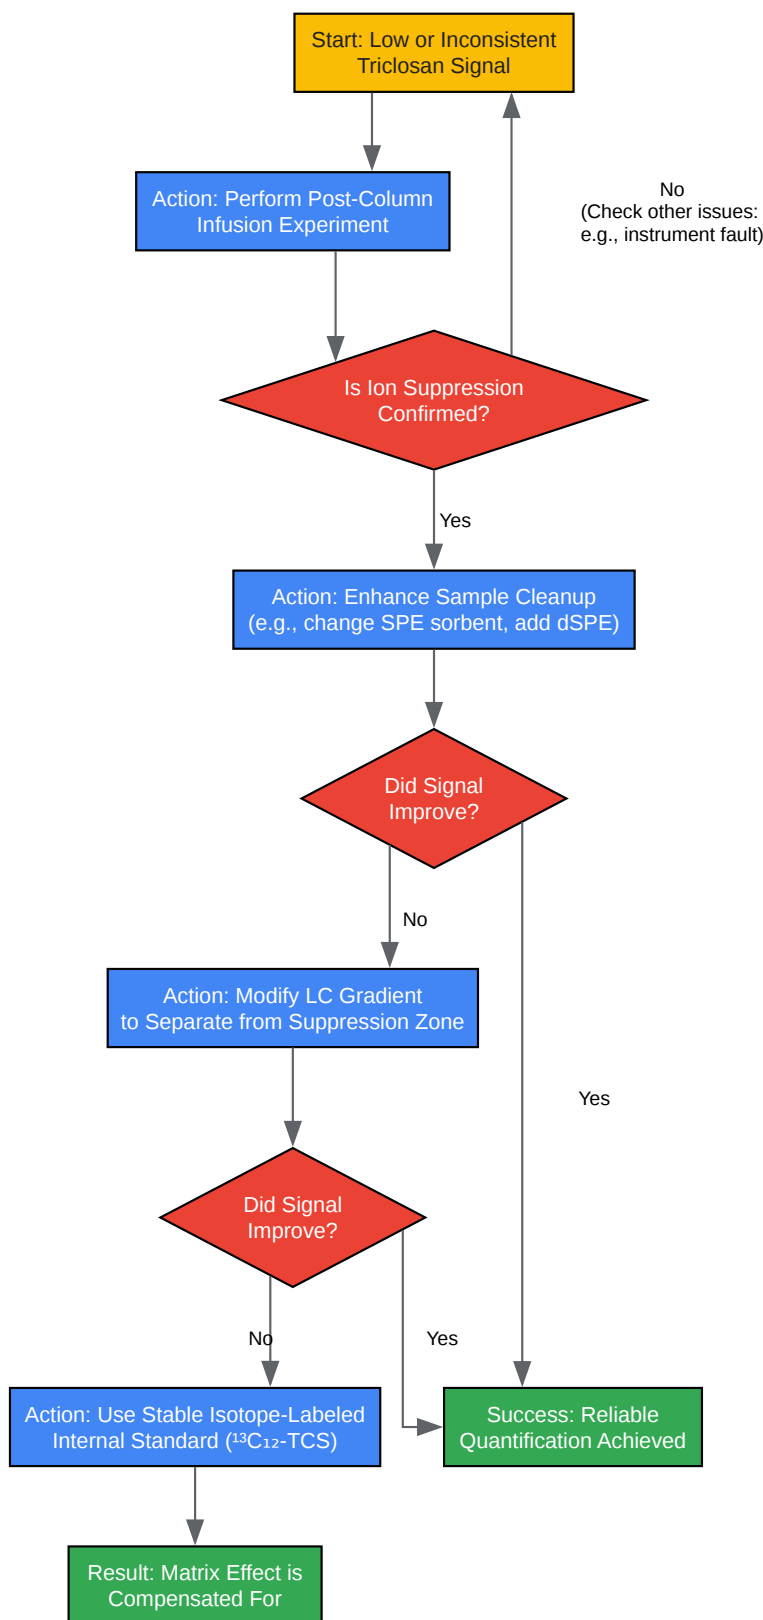 Start: Low or Inconsistent
Triclosan Signal
Action: Perform Post-Column
Infusion Experiment
No
(Check other issues:
e.g., instrument fault)
Is Ion Suppression
Confirmed?
Yes
Action: Enhance Sample Cleanup
(e.g., change SPE sorbent, add dSPE)
Did Signal
Improve?
No
Action: Modify LC Gradient
to Separate from Suppression Zone
Yes
Did Signal
Improve?
No
Yes
Action: Use Stable Isotope-Labeled
Internal Standard (¹³C₁₂-TCS)
Success: Reliable
Quantification Achieved
Result: Matrix Effect is
Compensated For